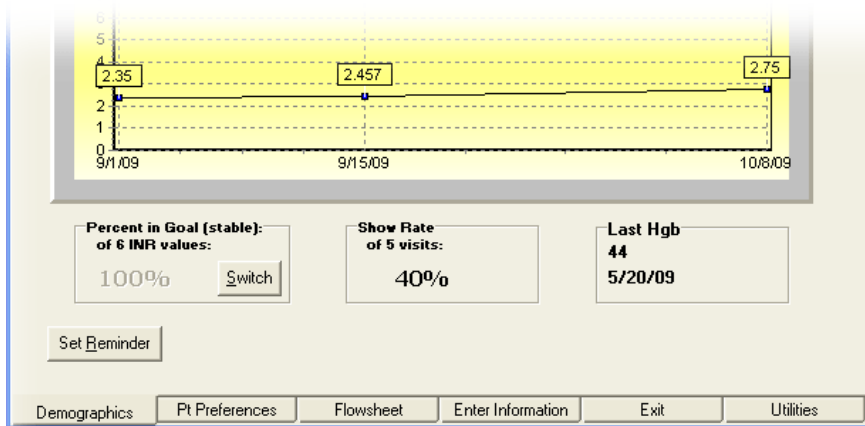 6
5
4
2.35
2.457
2.75
2
1
0
9/1/09
9/15/09
10/8/09
Percent in Goal (stable):
of 6 INR values:
100%
Switch
Show Rate
of 5 visits:
40%
Last Hgb
44
5/20/09
Set Reminder
Demographics
Pt Preferences
Flowsheet
Enter Information
Exit
Utilities